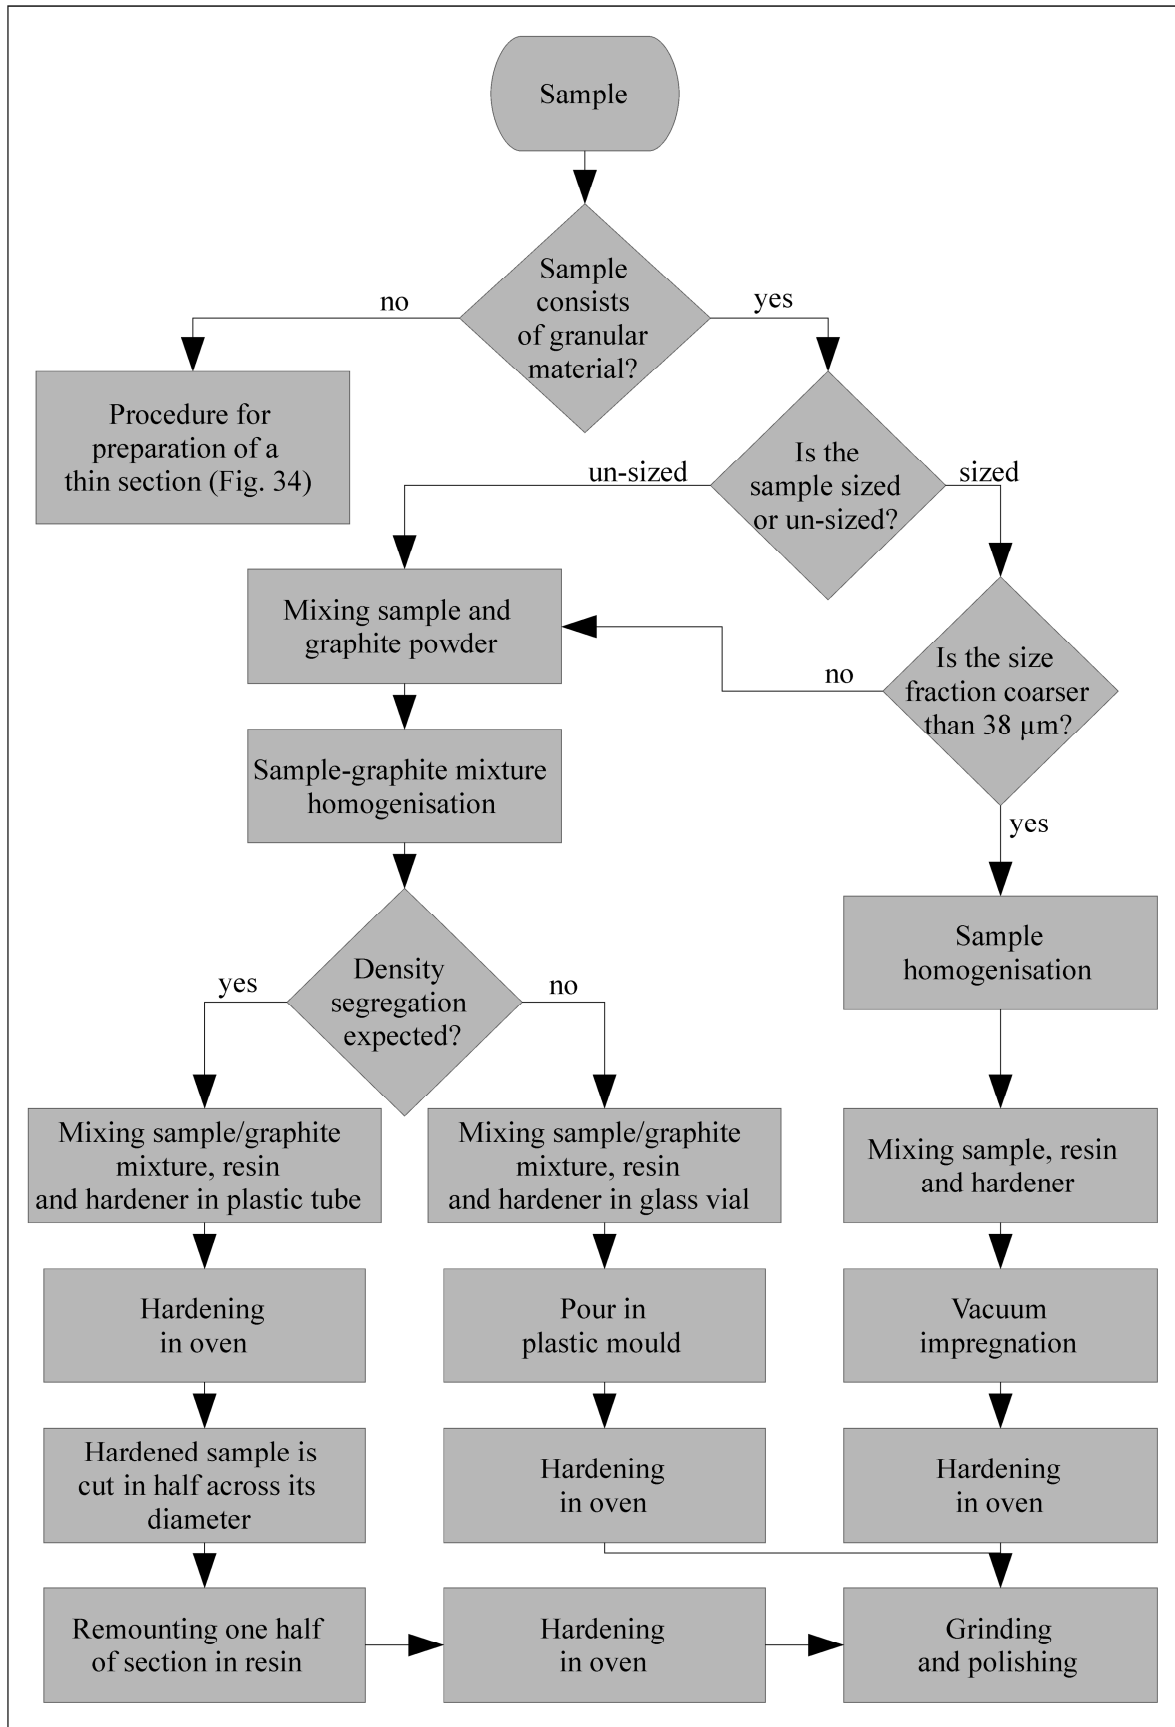 Sample
Sample
consists
of granular
material?
no
yes
Procedure for
preparation of a
thin section (Fig. 34)
Is the
sample sized
or un-sized?
un-sized
sized
Mixing sample and
graphite powder
Is the size
fraction coarser
than 38 µm?
no
yes
Sample-graphite mixture
homogenisation
Sample
homogenisation
Density
segregation
expected?
yes
no
Mixing sample/graphite
mixture, resin
and hardener in plastic tube
Mixing sample/graphite
mixture, resin
and hardener in glass vial
Mixing sample, resin
and hardener
Hardening
in oven
Pour in
plastic mould
Vacuum
impregnation
Hardened sample is
cut in half across its
diameter
Hardening
in oven
Hardening
in oven
Remounting one half
of section in resin
Hardening
in oven
Grinding
and polishing